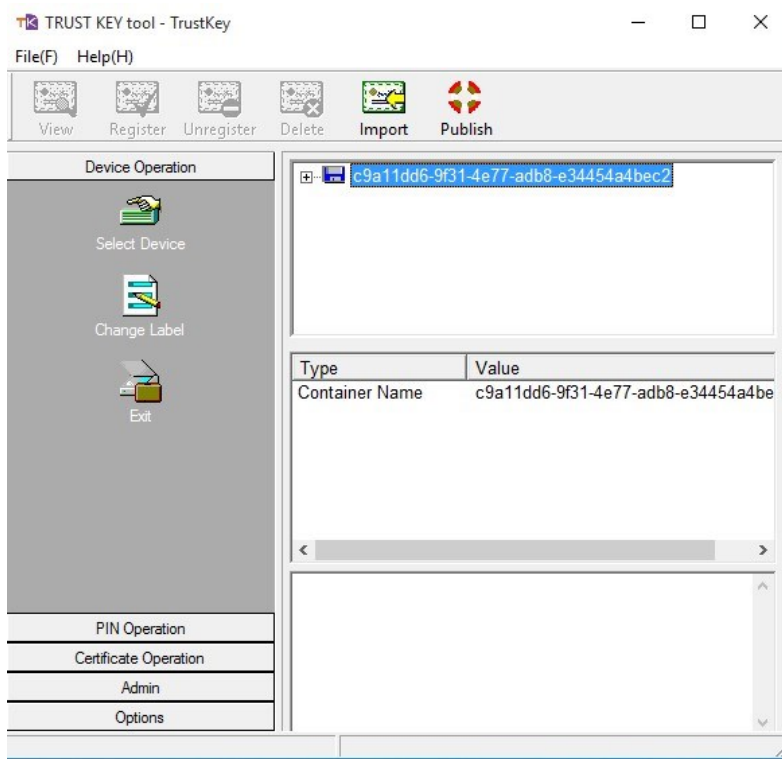 TRUST KEY tool - TrustKey
File(F) Help(H)
View Register Unregister Delete Import Publish
Device Operation
Select Device
Change Label
Exit
PIN Operation
Certificate Operation
Admin
Options
c9a11dd6-9f31-4e77-adb8-e34454a4bec2
Type Value
Container Name c9a11dd6-9f31-4e77-adb8-e34454a4be